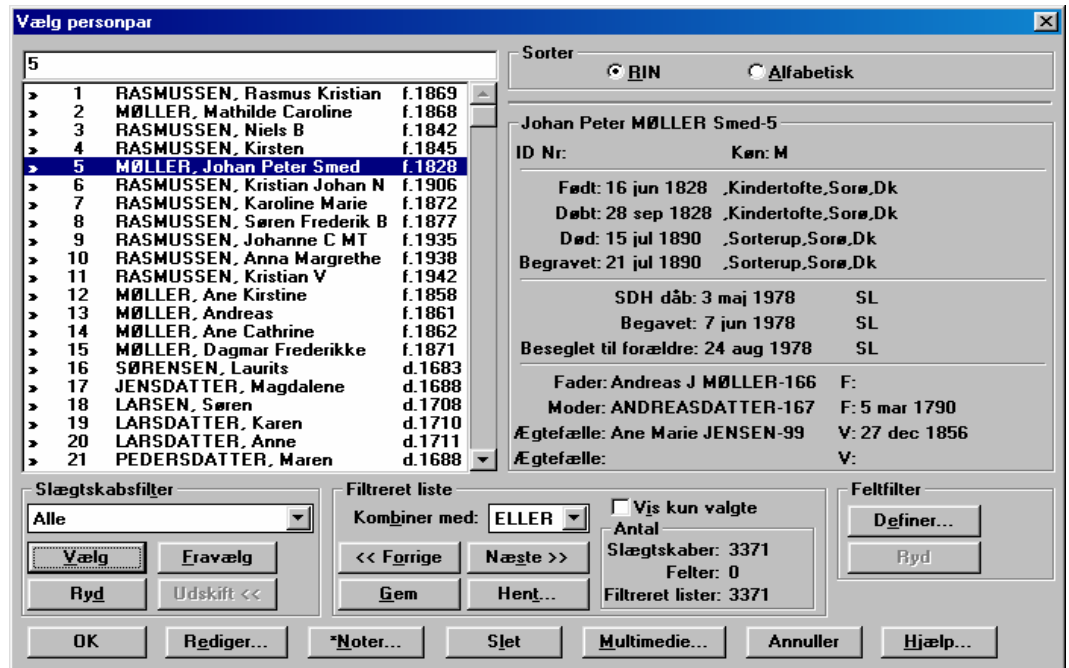 Vælg personpar
5
» 1 RASMUSSEN, Rasmus Kristian f.1869
» 2 MØLLER, Mathilde Caroline f.1868
» 3 RASMUSSEN, Niels B f.1842
» 4 RASMUSSEN, Kirsten f.1845
» 5 MØLLER, Johan Peter Smed f.1828
» 6 RASMUSSEN, Kristian Johan N f.1906
» 7 RASMUSSEN, Karoline Marie f.1872
» 8 RASMUSSEN, Søren Frederik B f.1877
» 9 RASMUSSEN, Johanne C MT f.1935
» 10 RASMUSSEN, Anna Margrethe f.1938
» 11 RASMUSSEN, Kristian V f.1942
» 12 MØLLER, Ane Kirstine f.1858
» 13 MØLLER, Andreas f.1861
» 14 MØLLER, Ane Cathrine f.1862
» 15 MØLLER, Dagmar Frederikke f.1871
» 16 SØRENSEN, Laurits d.1683
» 17 JENSDATTER, Magdalene d.1688
» 18 LARSEN, Søren d.1708
» 19 LARSDATTER, Karen d.1710
» 20 LARSDATTER, Anne d.1711
» 21 PEDERSDATTER, Maren d.1688
Sorter
RIN Alfabetisk
Johan Peter MØLLER Smed-5
ID Nr: Køn: M
Født: 16 jun 1828 ,Kindertofte,Sorø,Dk
Døbt: 28 sep 1828 ,Kindertofte,Sorø,Dk
Død: 15 jul 1890 ,Sorterup,Sorø,Dk
Begravet: 21 jul 1890 ,Sorterup,Sorø,Dk
SDH dåb: 3 maj 1978 SL
Begavet: 7 jun 1978 SL
Beseglet til forældre: 24 aug 1978 SL
Fader: Andreas J MØLLER-166 F:
Moder: ANDREASDATTER-167 F: 5 mar 1790
Ægtefælle: Ane Marie JENSEN-99 V: 27 dec 1856
Ægtefælle: V:
Slægtskabsfilter
Alle
Vælg Fravælg
Ryd Udskift <<
Filtreret liste
Kombiner med: ELLER
<< Forrige Næste >>
Gem Hent...
Vis kun valgte
Antal
Slægtskaber: 3371
Felter: 0
Filtreret lister: 3371
Feltfilter
Definer...
Ryd
OK Rediger... *Noter... Slet Multimedie... Annuller Hjælp...